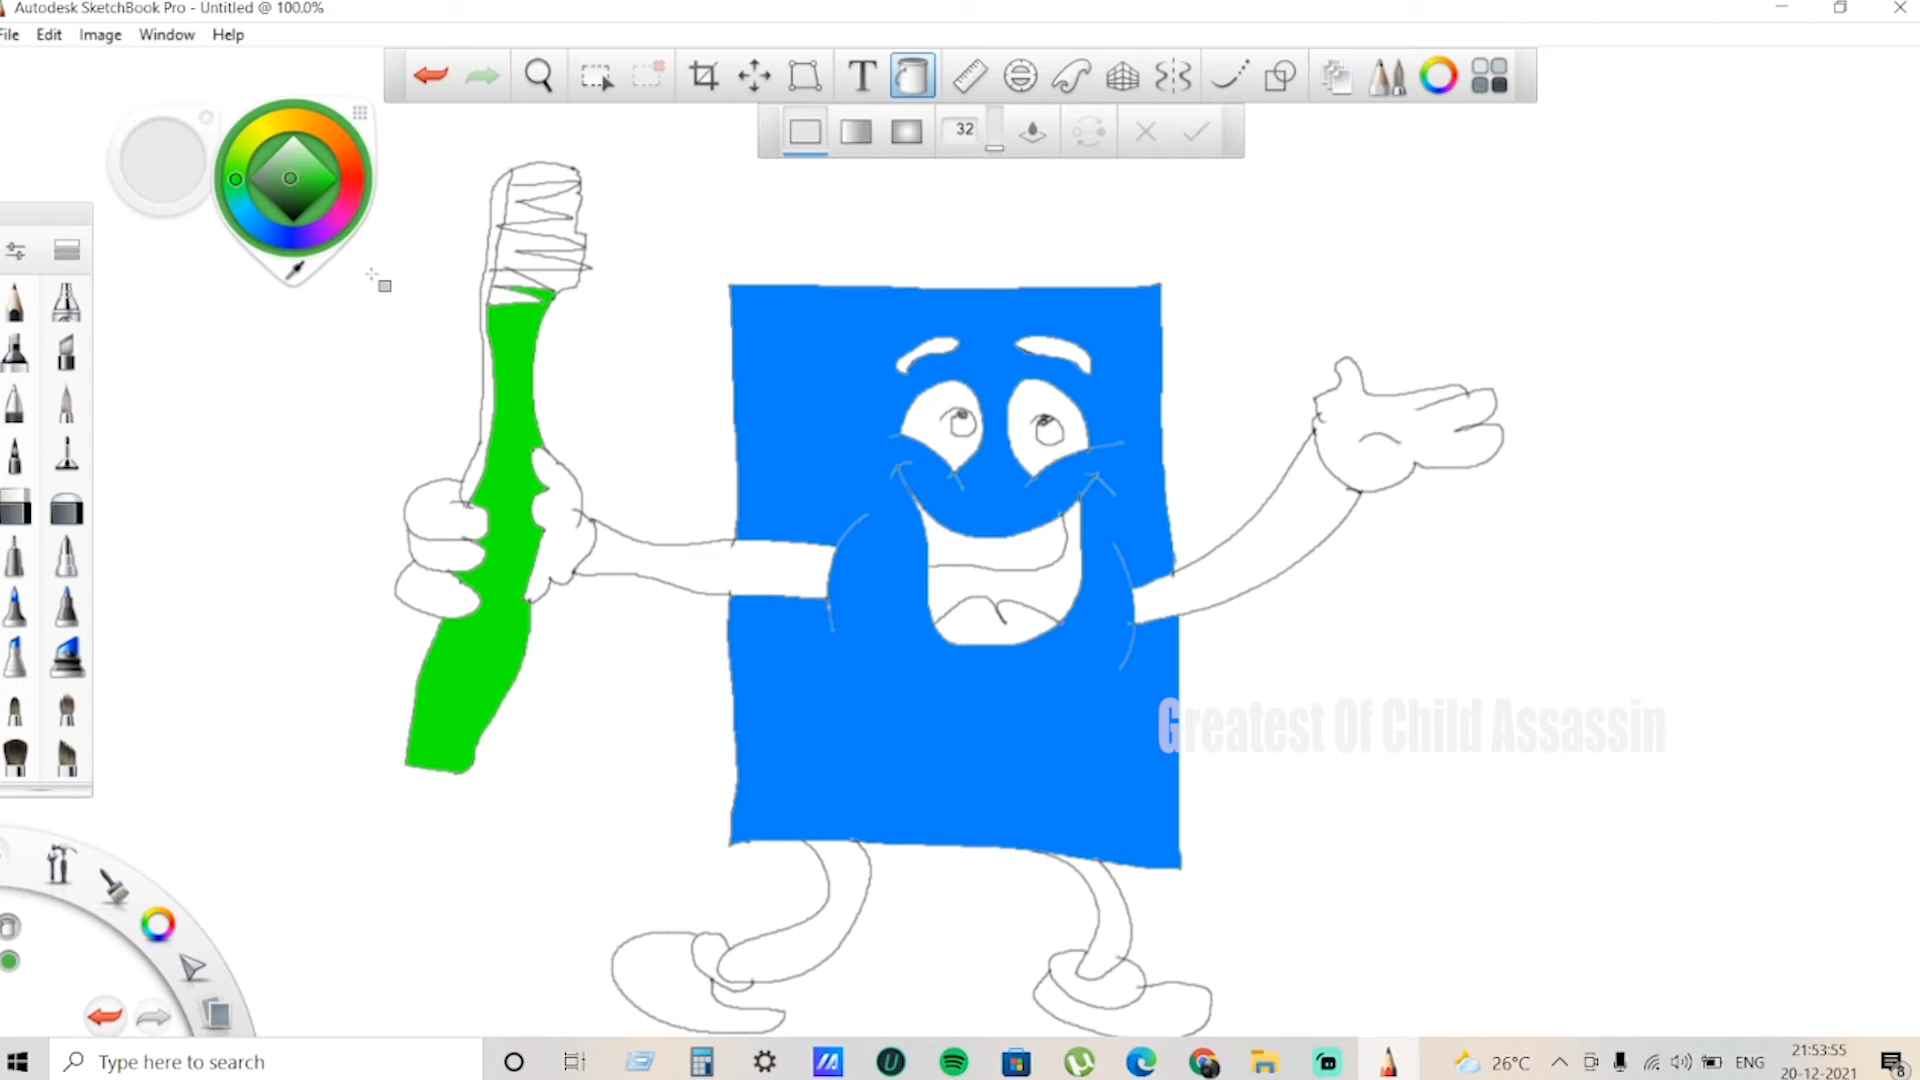 Autodesk SketchBook Pro - Untitled @ 100.0%
File Edit Image Window Help
T
32
Greatest Of Child Assassin
Type here to search
26°C
ENG
21:53:55
20-12-2021
8